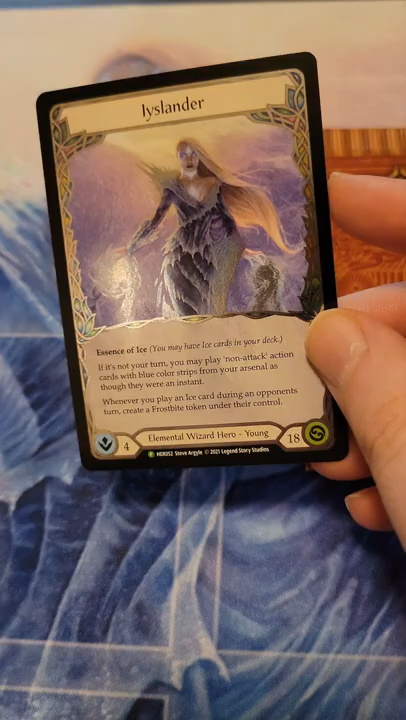 Iyslander
Essence of Ice (You may have Ice cards in your deck.)
If it's not your turn, you may play 'non-attack' action
cards with blue color strips from your arsenal as
though they were an instant.
Whenever you play an Ice card during an opponents
turn, create a Frostbite token under their control.
4
Elemental Wizard Hero - Young
18
P HER052 Steve Argyle © 2021 Legend Story Studios